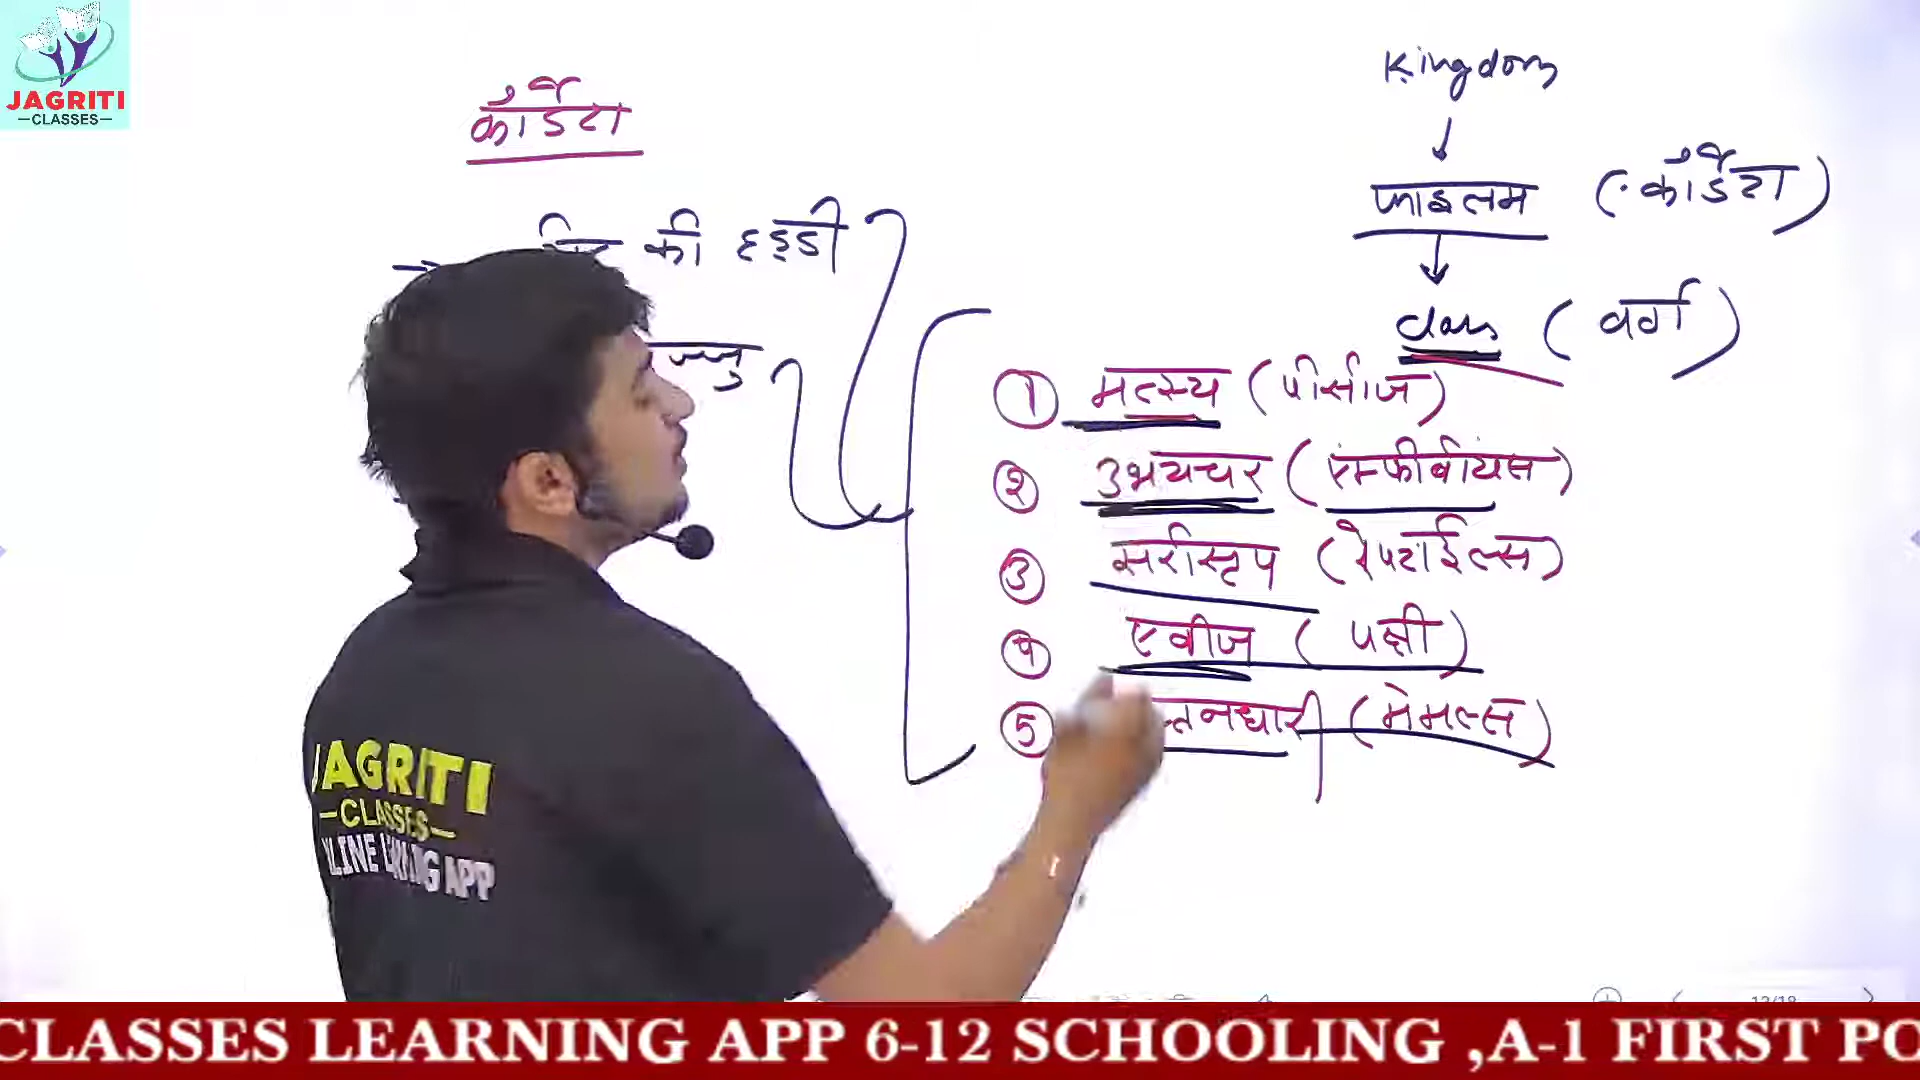 JAGRITI
CLASSES
कॉर्डेटा
की हड्डी
ज्जु
Kingdom
फाइलम (कॉर्डेटा)
class (वर्ग)
① मत्स्य (पीसीज)
② उभयचर (एम्फीबीयंस)
③ सरीसृप (रेप्टाईल्स)
④ एवीज (पक्षी)
⑤ स्तनधारी (मेमल्स)
JAGRITI
CLASSES
CLASSES LEARNING APP 6-12 SCHOOLING ,A-1 FIRST PO